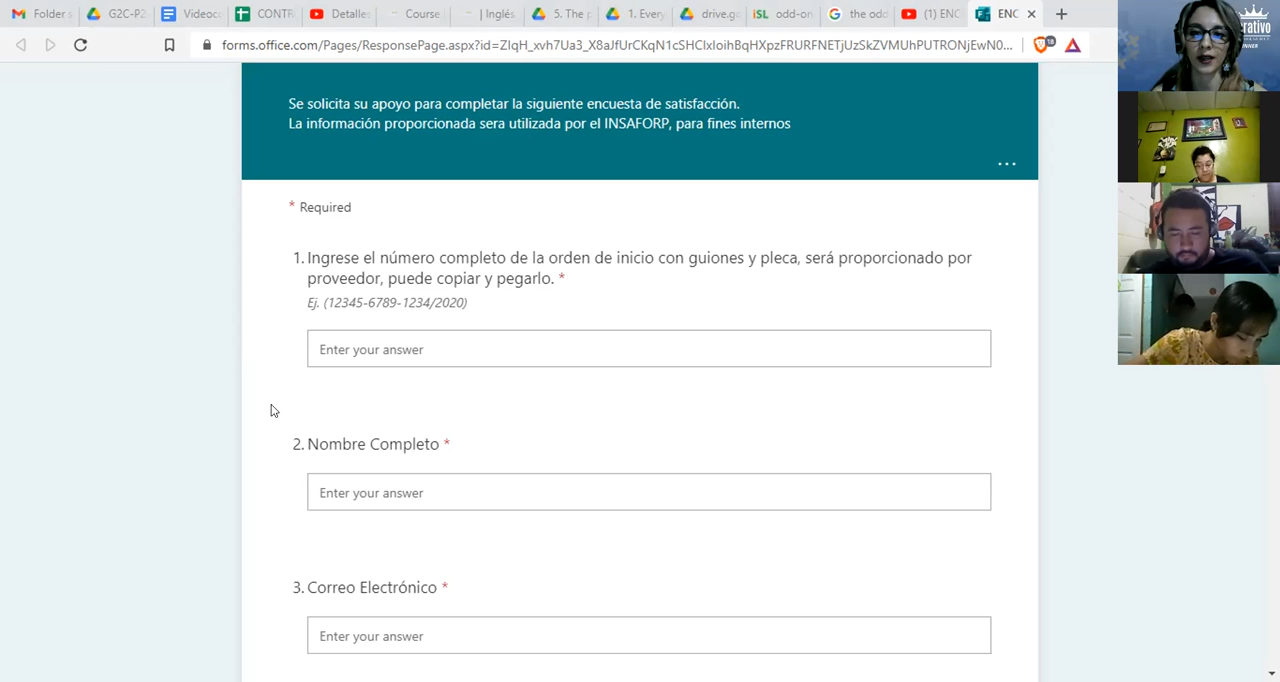 Folder s
G2C-P2
Videoco
CONTR
Detalles
Course
| Inglés
5. The p
1. Every
drive.go
odd-on
the odd
(1) ENC
ENC
forms.office.com/Pages/ResponsePage.aspx?id=ZIqH_xvh7Ua3_X8aJfUrCKqN1cSHClxIoihBqHXpzFRURFNETjUzSkZVMUhPUTRONjEwN0...
18
Se solicita su apoyo para completar la siguiente encuesta de satisfacción.
La información proporcionada sera utilizada por el INSAFORP, para fines internos
...
* Required
1. Ingrese el número completo de la orden de inicio con guiones y pleca, será proporcionado por
proveedor, puede copiar y pegarlo. *
Ej. (12345-6789-1234/2020)
Enter your answer
2. Nombre Completo *
Enter your answer
3. Correo Electrónico *
Enter your answer